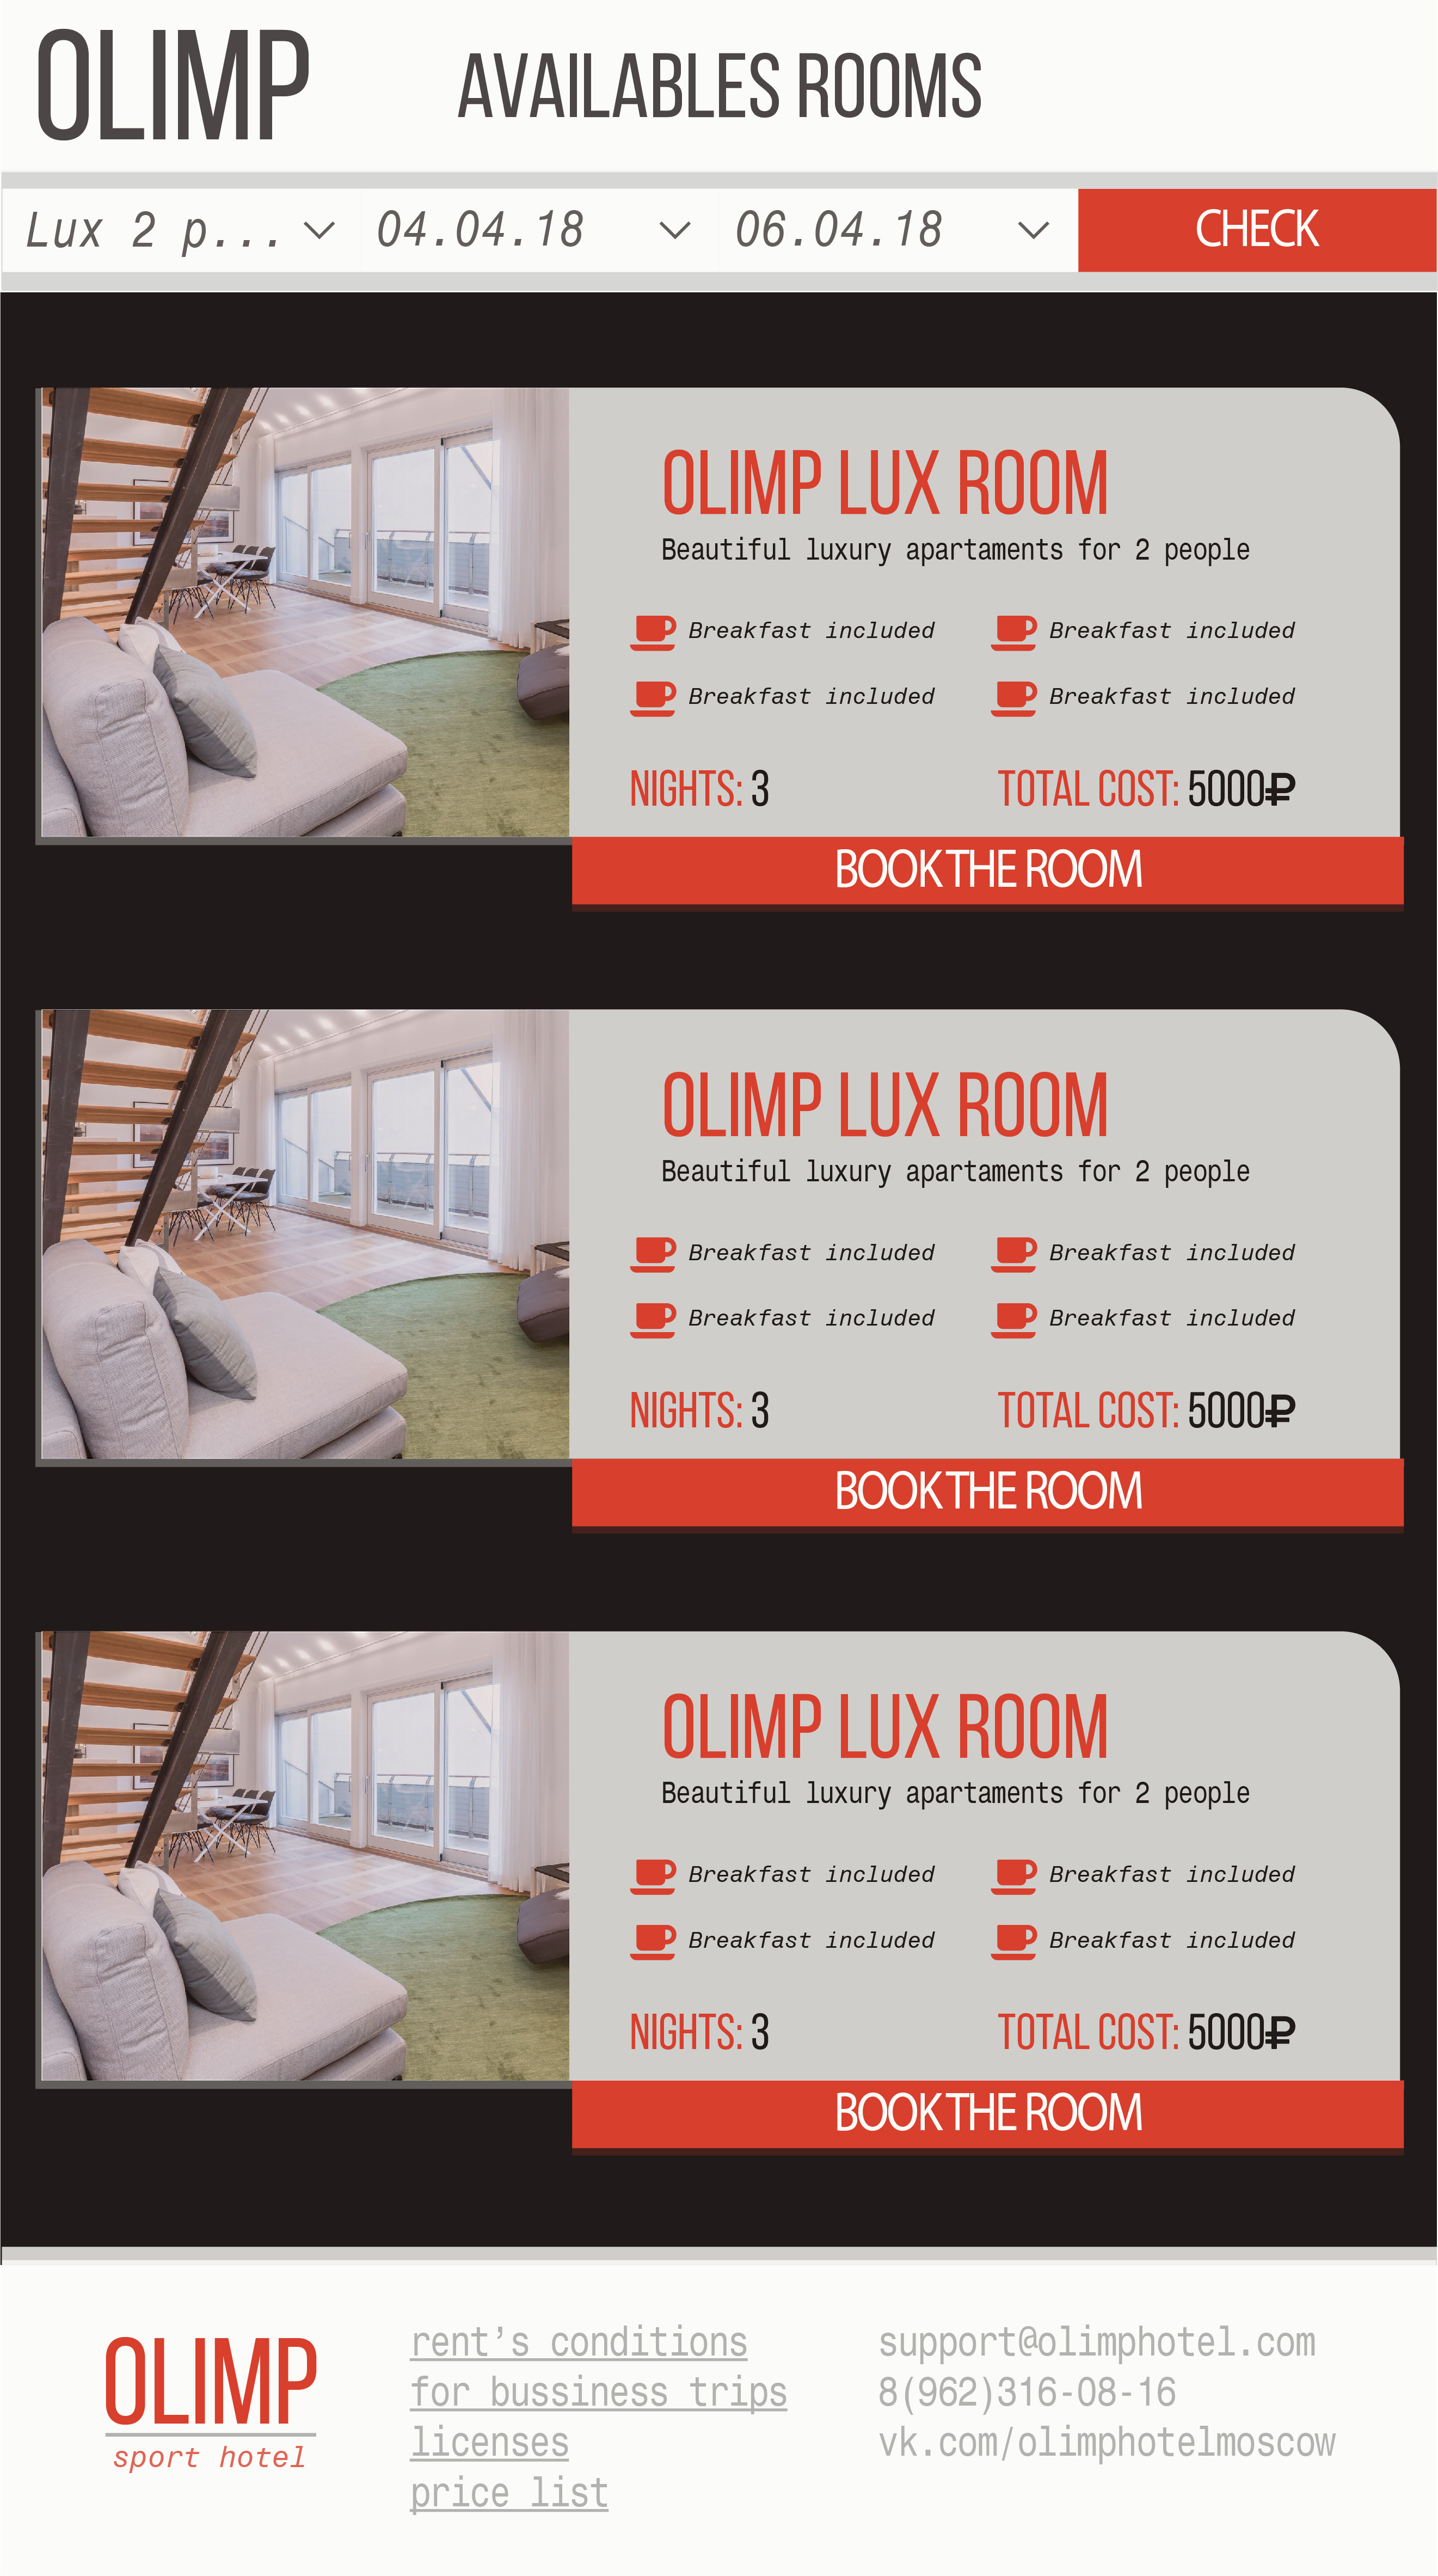 OLIMP
AVAILABLES ROOMS
Lux 2 p... 04.04.18 06.04.18 CHECK
OLIMP LUX ROOM
Beautiful luxury apartaments for 2 people
Breakfast included Breakfast included
Breakfast included Breakfast included
NIGHTS: 3 TOTAL COST: 5000₽
BOOK THE ROOM
OLIMP LUX ROOM
Beautiful luxury apartaments for 2 people
Breakfast included Breakfast included
Breakfast included Breakfast included
NIGHTS: 3 TOTAL COST: 5000₽
BOOK THE ROOM
OLIMP LUX ROOM
Beautiful luxury apartaments for 2 people
Breakfast included Breakfast included
Breakfast included Breakfast included
NIGHTS: 3 TOTAL COST: 5000₽
BOOK THE ROOM
OLIMP
sport hotel
rent's conditions
for bussiness trips
licenses
price list
support@olimphotel.com
8(962)316-08-16
vk.com/olimphotelmoscow